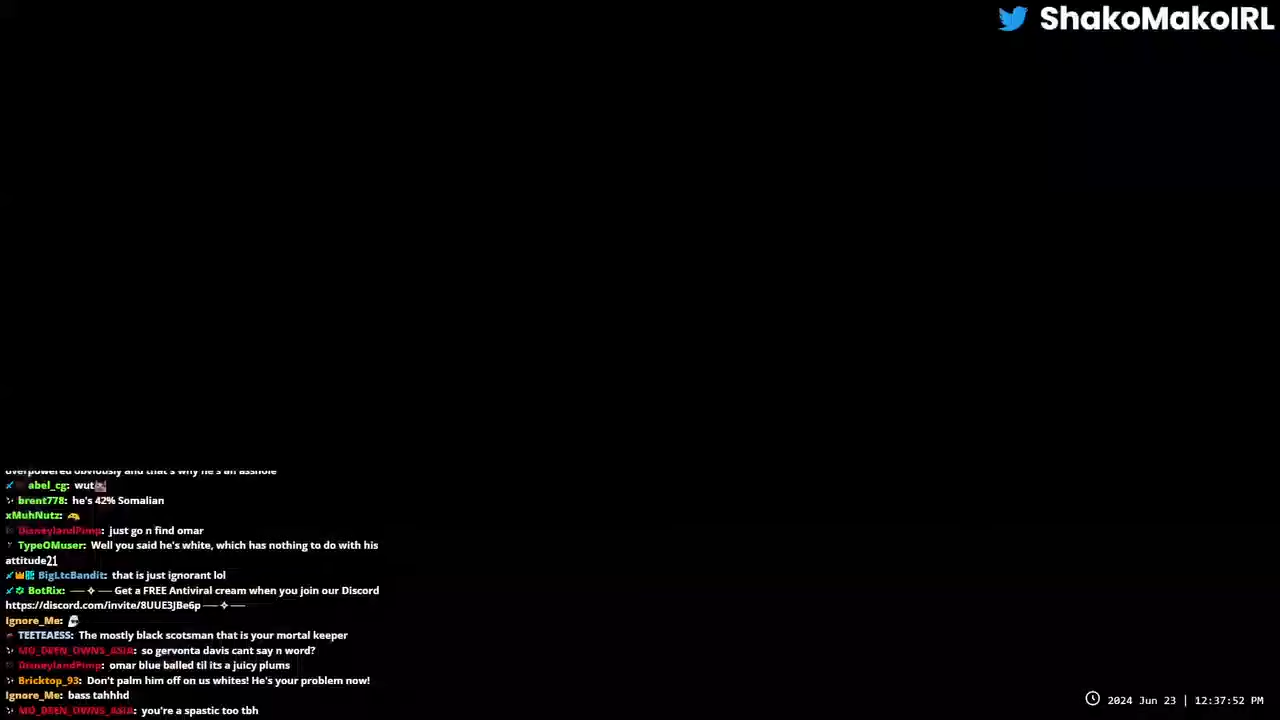 ShakoMakoIRL
overpowered obviously and that's why he's an asshole
abel_cg: wut
brent778: he's 42% Somalian
xMuhNutz:
DisneylandPimp: just go n find omar
TypeOMuser: Well you said he's white, which has nothing to do with his
attitude21
BigLtcBandit: that is just ignorant lol
BotRix: ── ✧ ── Get a FREE Antiviral cream when you join our Discord
https://discord.com/invite/8UUE3JBe6p ── ✧ ──
Ignore_Me:
TEETEAESS: The mostly black scotsman that is your mortal keeper
MO_DEEN_OWNS_ASIA: so gervonta davis cant say n word?
DisneylandPimp: omar blue balled til its a juicy plums
Bricktop_93: Don't palm him off on us whites! He's your problem now!
Ignore_Me: bass tahhhd
MO_DEEN_OWNS_ASIA: you're a spastic too tbh
2024 Jun 23 | 12:37:52 PM